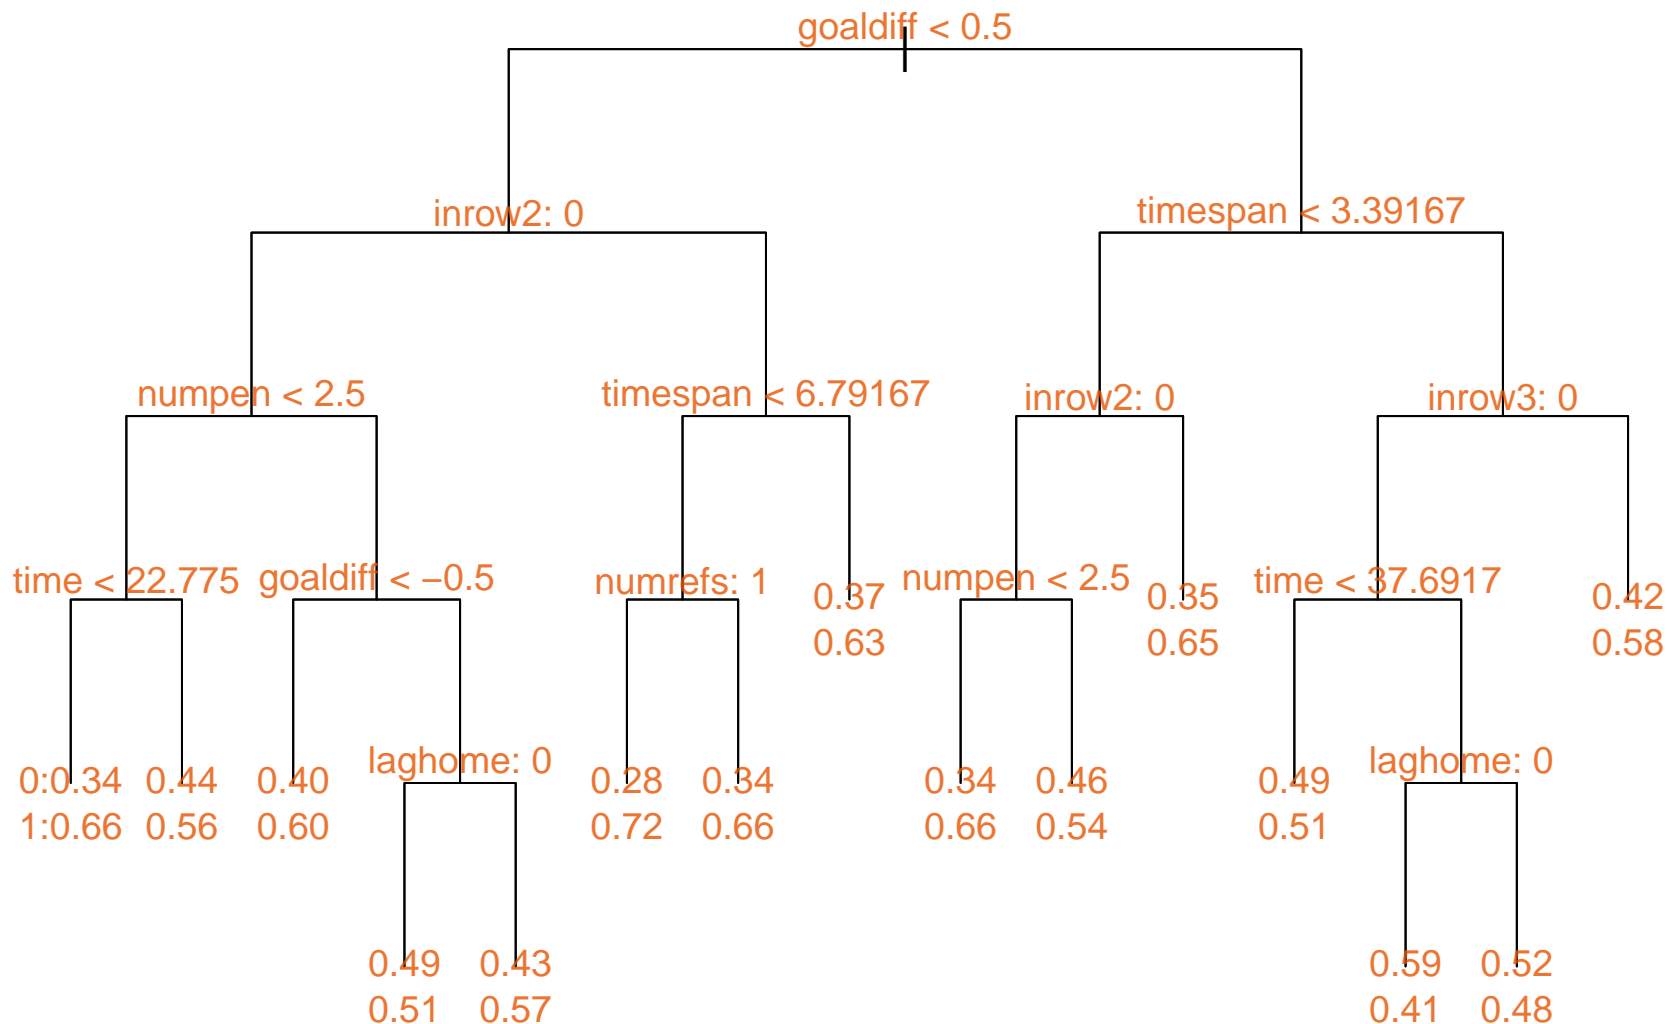 goaldiff < 0.5
inrow2: 0
timespan < 3.39167
numpen < 2.5
timespan < 6.79167
inrow2: 0
inrow3: 0
time < 22.775
goaldiff < −0.5
numrefs: 1
0.37
0.63
numpen < 2.5
0.35
0.65
time < 37.6917
0.42
0.58
0:0.34
1:0.66
0.44
0.56
0.40
0.60
laghome: 0
0.28
0.72
0.34
0.66
0.34
0.66
0.46
0.54
0.49
0.51
laghome: 0
0.49
0.51
0.43
0.57
0.59
0.41
0.52
0.48